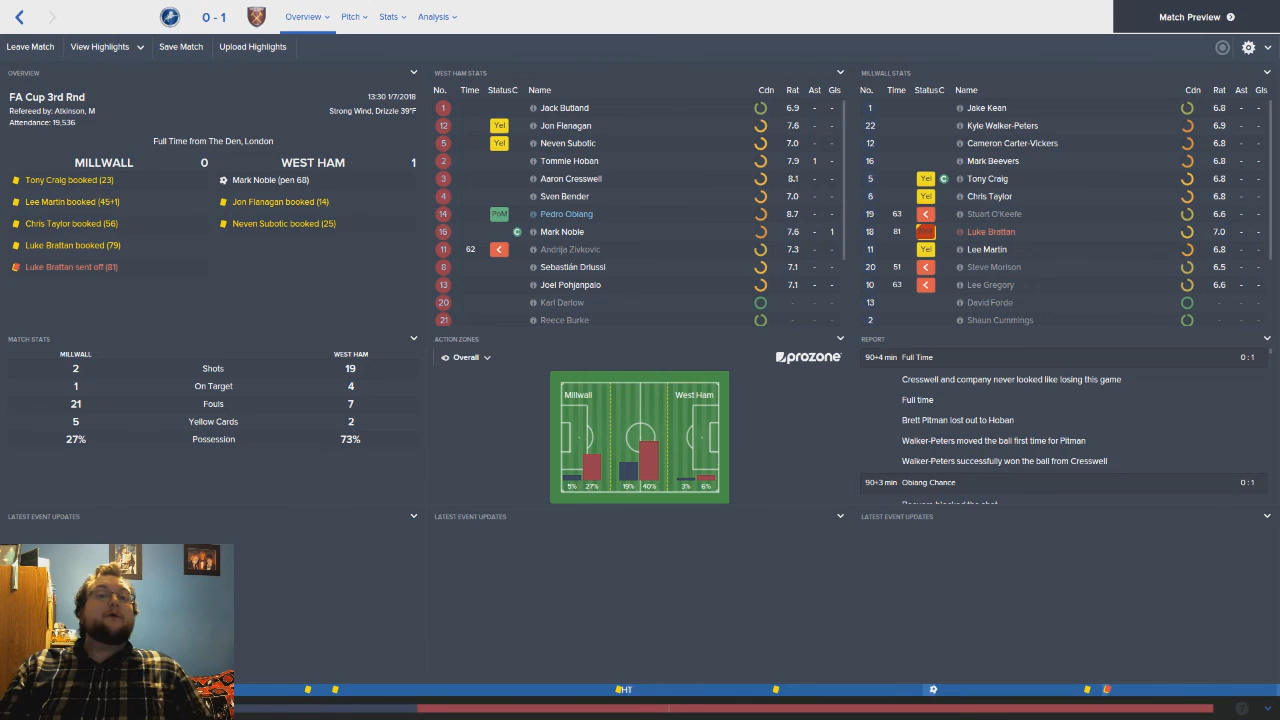 0 - 1
Overview
Pitch
Stats
Analysis
Match Preview
Leave Match
View Highlights
Save Match
Upload Highlights
OVERVIEW
FA Cup 3rd Rnd
13:30 1/7/2018
Refereed by: Atkinson, M
Strong Wind, Drizzle 39°F
Attendance: 19,536
Full Time from The Den, London
MILLWALL 0 WEST HAM 1
Tony Craig booked (23)
Mark Noble (pen 68)
Lee Martin booked (45+1)
Jon Flanagan booked (14)
Chris Taylor booked (56)
Neven Subotic booked (25)
Luke Brattan booked (79)
Luke Brattan sent off (81)
WEST HAM STATS
No. Time Status C Name Cdn Rat Ast Gls
1 Jack Butland 6.9 - -
12 Yel Jon Flanagan 7.6 - -
5 Yel Neven Subotic 7.0 - -
2 Tommie Hoban 7.9 1 -
3 Aaron Cresswell 8.1 - -
4 Sven Bender 7.0 - -
14 PoM Pedro Obiang 8.7 - -
16 C Mark Noble 7.6 - 1
11 62 Andrija Zivkovic 7.3 - -
8 Sebastián Driussi 7.1 - -
13 Joel Pohjanpalo 7.1 - -
20 Karl Darlow - - -
21 Reece Burke - - -
MILLWALL STATS
No. Time Status C Name Cdn Rat Ast Gls
1 Jake Kean 6.8 - -
22 Kyle Walker-Peters 6.9 - -
12 Cameron Carter-Vickers 6.8 - -
16 Mark Beevers 6.8 - -
5 Yel C Tony Craig 6.8 - -
6 Yel Chris Taylor 6.8 - -
19 63 Stuart O'Keefe 6.6 - -
18 81 Luke Brattan 7.0 - -
11 Yel Lee Martin 6.8 - -
20 51 Steve Morison 6.5 - -
10 63 Lee Gregory 6.6 - -
13 David Forde - - -
2 Shaun Cummings - - -
MATCH STATS
MILLWALL WEST HAM
2 Shots 19
1 On Target 4
21 Fouls 7
5 Yellow Cards 2
27% Possession 73%
ACTION ZONES
Overall
prozone
Millwall West Ham
5% 27% 19% 40% 3% 6%
REPORT
90+4 min Full Time 0 : 1
Cresswell and company never looked like losing this game
Full time
Brett Pitman lost out to Hoban
Walker-Peters moved the ball first time for Pitman
Walker-Peters successfully won the ball from Cresswell
90+3 min Obiang Chance 0 : 1
Beevers blocked the shot
LATEST EVENT UPDATES
LATEST EVENT UPDATES
LATEST EVENT UPDATES
HT